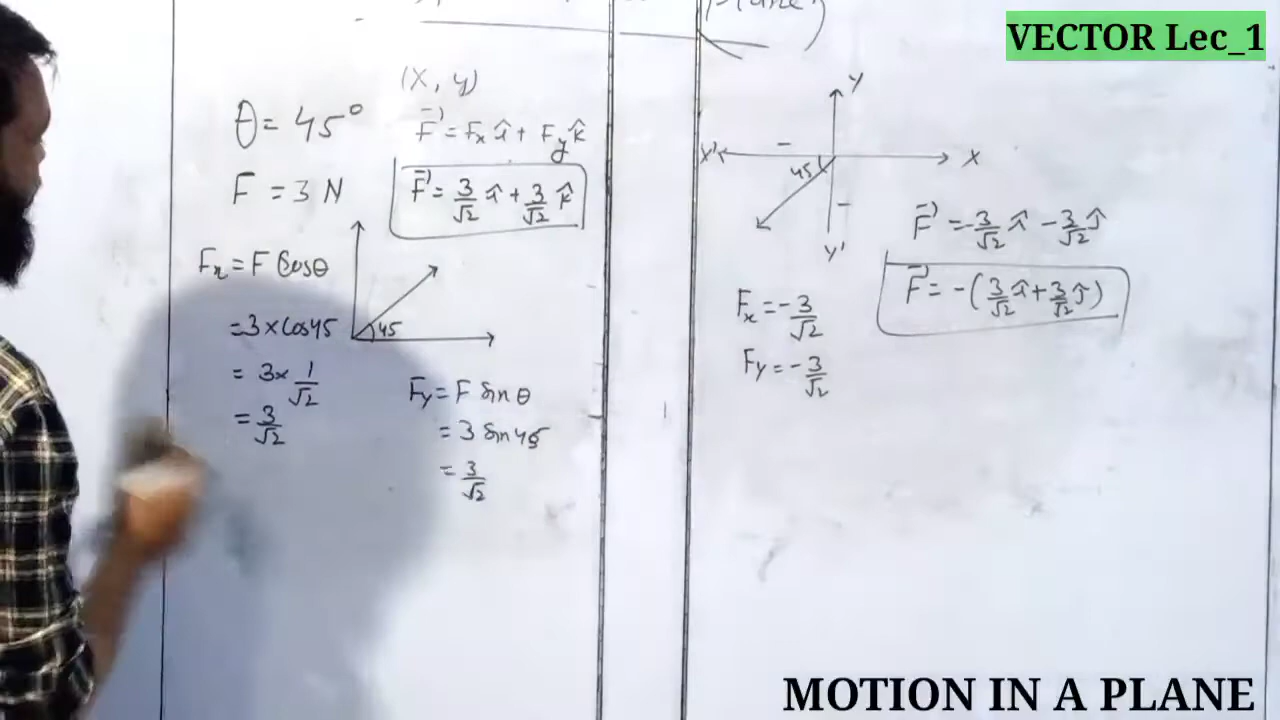 VECTOR Lec_1
(X, y)
θ = 45°
F⃗ = Fx î + Fy k̂
F = 3 N
F⃗ = 3/√2 î + 3/√2 k̂
Fx = F Cosθ
= 3 × Cos45
= 3 × 1/√2
= 3/√2
45
Fy = F Sinθ
= 3 Sin45
= 3/√2
Y
X'
-
X
45
-
Y'
F⃗ = -3/√2 î - 3/√2 ĵ
F⃗ = -(3/√2 î + 3/√2 ĵ)
Fx = -3/√2
Fy = -3/√2
MOTION IN A PLANE